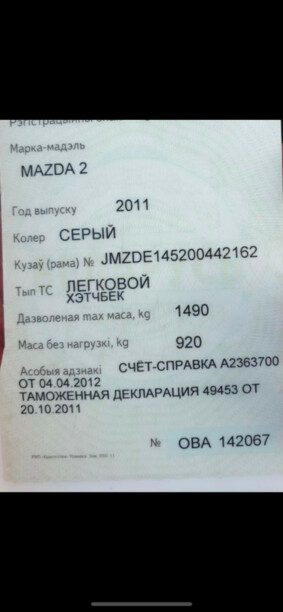 Марка-мадэль
MAZDA 2
Год выпуску 2011
Колер СЕРЫЙ
Кузаў (рама) № JMZDE145200442162
Тып ТС ЛЕГКОВОЙ
ХЭТЧБЕК
Дазволеная max маса, kg 1490
Маса без нагрузкі, kg 920
Асобыя адзнакі СЧЁТ-СПРАВКА А2363700
ОТ 04.04.2012
ТАМОЖЕННАЯ ДЕКЛАРАЦИЯ 49453 ОТ
20.10.2011
№ ОВА 142067